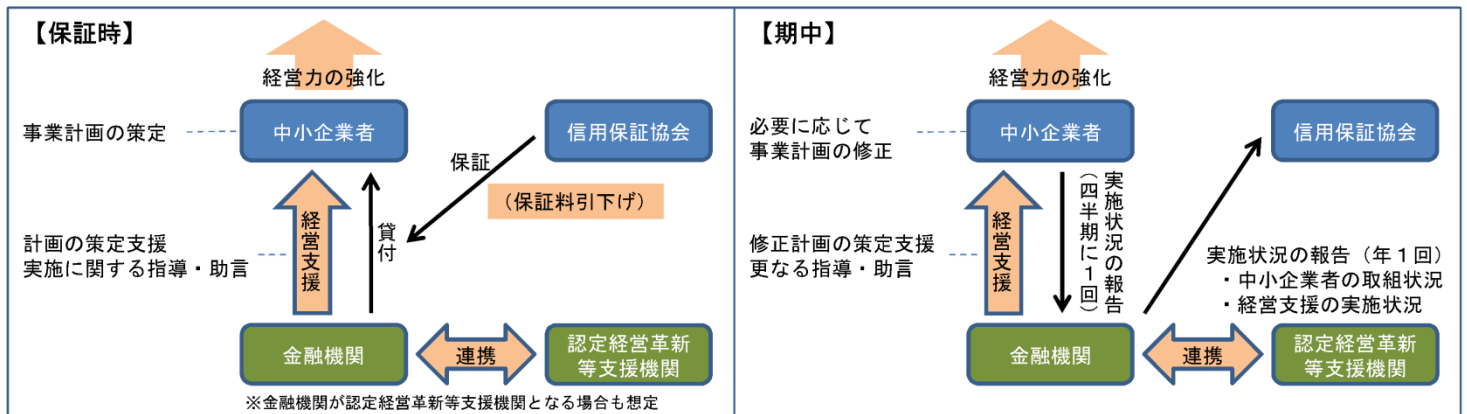 【保証時】
経営力の強化
事業計画の策定
中小企業者
信用保証協会
保証
（保証料引下げ）
経営支援
貸付
計画の策定支援
実施に関する指導・助言
金融機関
連携
認定経営革新
等支援機関
※金融機関が認定経営革新等支援機関となる場合も想定
【期中】
経営力の強化
必要に応じて
事業計画の修正
中小企業者
信用保証協会
経営支援
実施状況の報告
（四半期に１回）
修正計画の策定支援
更なる指導・助言
実施状況の報告（年１回）
・中小企業者の取組状況
・経営支援の実施状況
金融機関
連携
認定経営革新
等支援機関